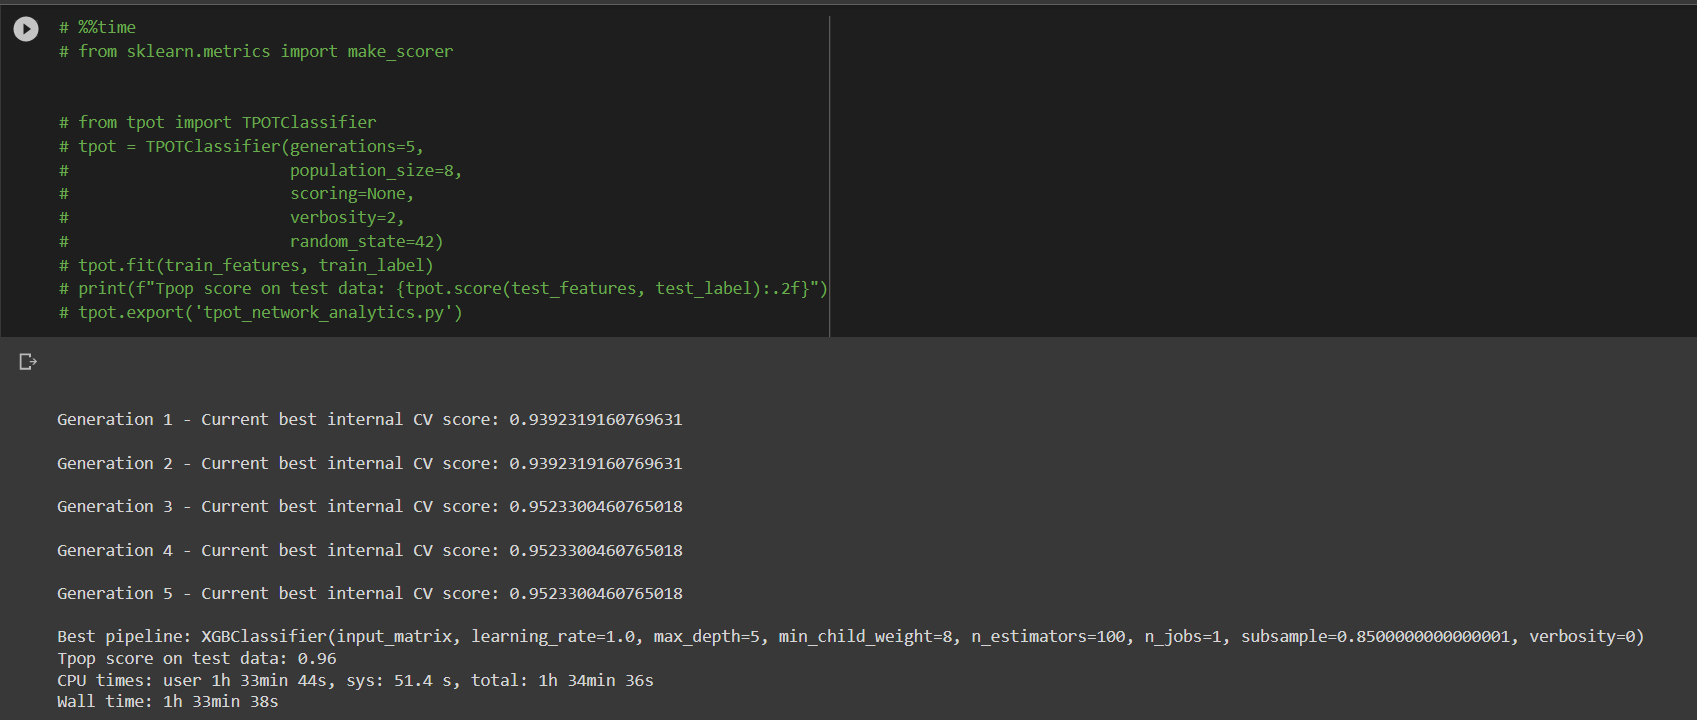 # %%time
# from sklearn.metrics import make_scorer
# from tpot import TPOTClassifier
# tpot = TPOTClassifier(generations=5,
#                       population_size=8,
#                       scoring=None,
#                       verbosity=2,
#                       random_state=42)
# tpot.fit(train_features, train_label)
# print(f"Tpop score on test data: {tpot.score(test_features, test_label):.2f}")
# tpot.export('tpot_network_analytics.py')
Generation 1 - Current best internal CV score: 0.9392319160769631
Generation 2 - Current best internal CV score: 0.9392319160769631
Generation 3 - Current best internal CV score: 0.9523300460765018
Generation 4 - Current best internal CV score: 0.9523300460765018
Generation 5 - Current best internal CV score: 0.9523300460765018
Best pipeline: XGBClassifier(input_matrix, learning_rate=1.0, max_depth=5, min_child_weight=8, n_estimators=100, n_jobs=1, subsample=0.8500000000000001, verbosity=0)
Tpop score on test data: 0.96
CPU times: user 1h 33min 44s, sys: 51.4 s, total: 1h 34min 36s
Wall time: 1h 33min 38s